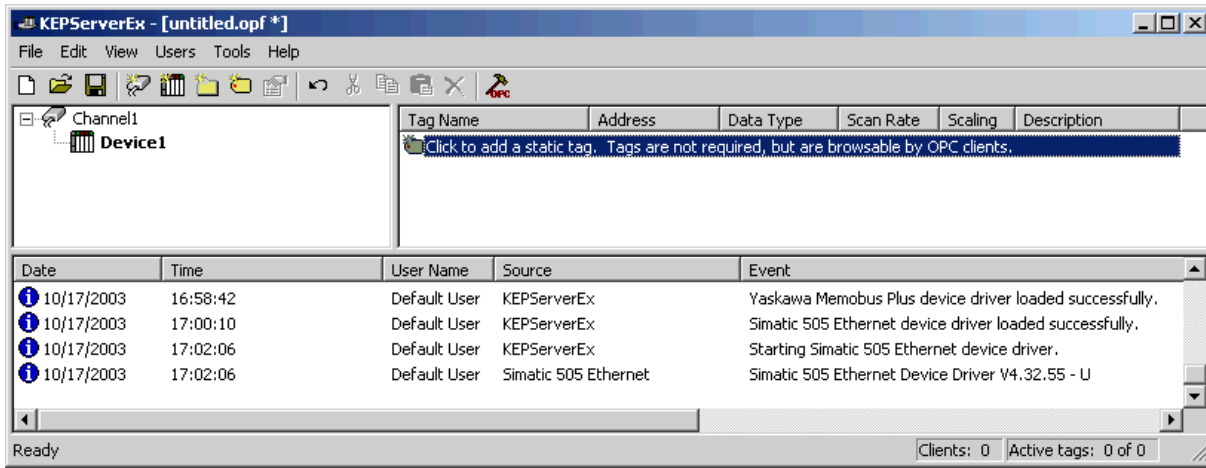 KEPServerEx - [untitled.opf *]
File Edit View Users Tools Help
OPC
Channel1
Device1
Tag Name Address Data Type Scan Rate Scaling Description
Click to add a static tag. Tags are not required, but are browsable by OPC clients.
Date Time User Name Source Event
10/17/2003 16:58:42 Default User KEPServerEx Yaskawa Memobus Plus device driver loaded successfully.
10/17/2003 17:00:10 Default User KEPServerEx Simatic 505 Ethernet device driver loaded successfully.
10/17/2003 17:02:06 Default User KEPServerEx Starting Simatic 505 Ethernet device driver.
10/17/2003 17:02:06 Default User Simatic 505 Ethernet Simatic 505 Ethernet Device Driver V4.32.55 - U
Ready Clients: 0 Active tags: 0 of 0